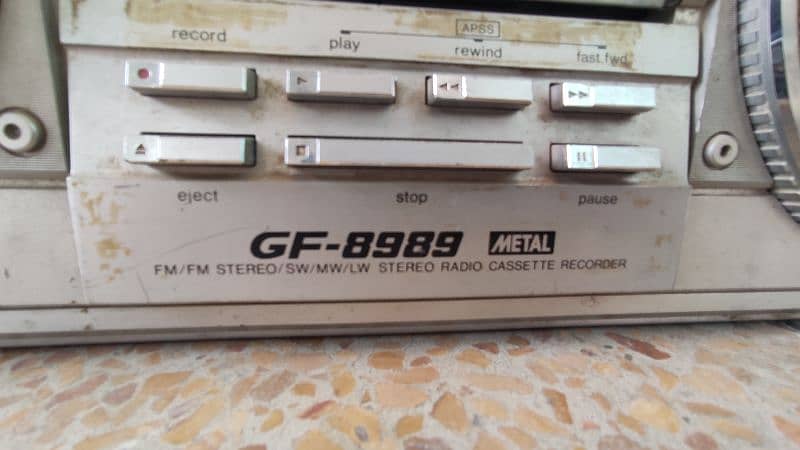 APSS
record play rewind fast.fwd
eject stop pause
GF-8989 METAL
FM/FM STEREO/SW/MW/LW STEREO RADIO CASSETTE RECORDER